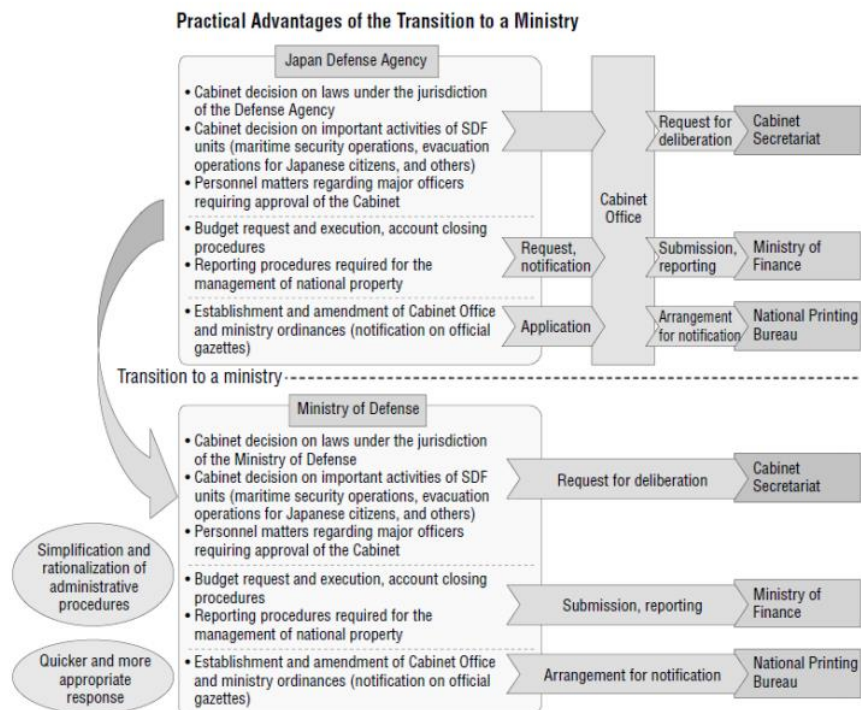 Practical Advantages of the Transition to a Ministry
Japan Defense Agency
• Cabinet decision on laws under the jurisdiction
of the Defense Agency
• Cabinet decision on important activities of SDF
units (maritime security operations, evacuation
operations for Japanese citizens, and others)
• Personnel matters regarding major officers
requiring approval of the Cabinet
• Budget request and execution, account closing
procedures
• Reporting procedures required for the
management of national property
• Establishment and amendment of Cabinet Office
and ministry ordinances (notification on official
gazettes)
Request,
notification
Application
Cabinet
Office
Request for
deliberation
Cabinet
Secretariat
Submission,
reporting
Ministry of
Finance
Arrangement
for notification
National Printing
Bureau
Transition to a ministry
Ministry of Defense
• Cabinet decision on laws under the jurisdiction
of the Ministry of Defense
• Cabinet decision on important activities of SDF
units (maritime security operations, evacuation
operations for Japanese citizens, and others)
• Personnel matters regarding major officers
requiring approval of the Cabinet
• Budget request and execution, account closing
procedures
• Reporting procedures required for the
management of national property
• Establishment and amendment of Cabinet Office
and ministry ordinances (notification on official
gazettes)
Request for deliberation
Cabinet
Secretariat
Submission, reporting
Ministry of
Finance
Arrangement for notification
National Printing
Bureau
Simplification and
rationalization of
administrative
procedures
Quicker and more
appropriate
response